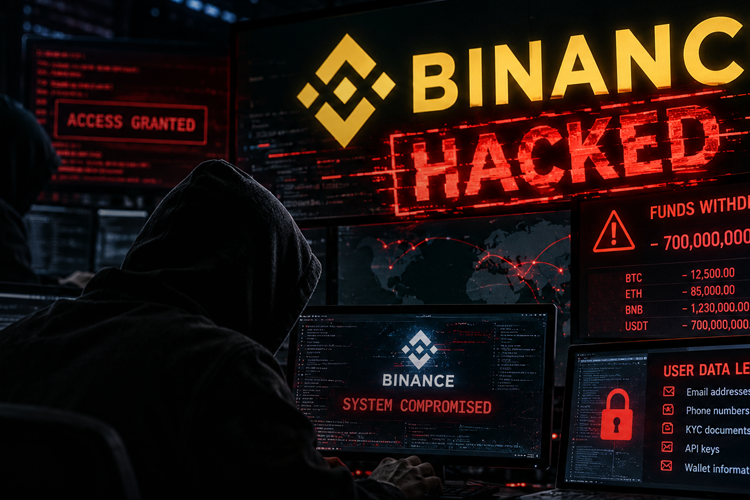 ACCESS GRANTED
BINANC
HACKED
FUNDS WITHD
- 700,000,000
BTC - 12,500.00
ETH - 85,000.00
BNB - 1,230,000.00
USDT - 700,000,000
BINANCE
SYSTEM COMPROMISED
USER DATA LE
Email addresses
Phone numbers
KYC documents
API keys
Wallet informat